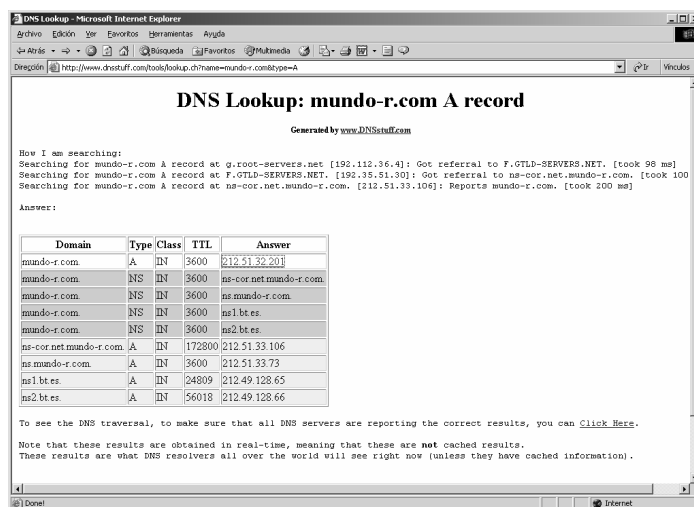 DNS Lookup - Microsoft Internet Explorer
Archivo Edición Ver Favoritos Herramientas Ayuda
Atrás Búsqueda Favoritos Multimedia
Dirección http://www.dnsstuff.com/tools/lookup.ch?name=mundo-r.com&type=A Ir Vínculos
DNS Lookup: mundo-r.com A record
Generated by www.DNSstuff.com
How I am searching:
Searching for mundo-r.com A record at g.root-servers.net [192.112.36.4]: Got referral to F.GTLD-SERVERS.NET. [took 98 ms]
Searching for mundo-r.com A record at F.GTLD-SERVERS.NET. [192.35.51.30]: Got referral to ns-cor.net.mundo-r.com. [took 100
Searching for mundo-r.com A record at ns-cor.net.mundo-r.com. [212.51.33.106]: Reports mundo-r.com. [took 200 ms]
Answer:
Domain Type Class TTL Answer
mundo-r.com. A IN 3600 212.51.32.201
mundo-r.com. NS IN 3600 ns-cor.net.mundo-r.com.
mundo-r.com. NS IN 3600 ns.mundo-r.com.
mundo-r.com. NS IN 3600 ns1.bt.es.
mundo-r.com. NS IN 3600 ns2.bt.es.
ns-cor.net.mundo-r.com. A IN 172800 212.51.33.106
ns.mundo-r.com. A IN 3600 212.51.33.73
ns1.bt.es. A IN 24809 212.49.128.65
ns2.bt.es. A IN 56018 212.49.128.66
To see the DNS traversal, to make sure that all DNS servers are reporting the correct results, you can Click Here.
Note that these results are obtained in real-time, meaning that these are not cached results.
These results are what DNS resolvers all over the world will see right now (unless they have cached information).
Done! Internet